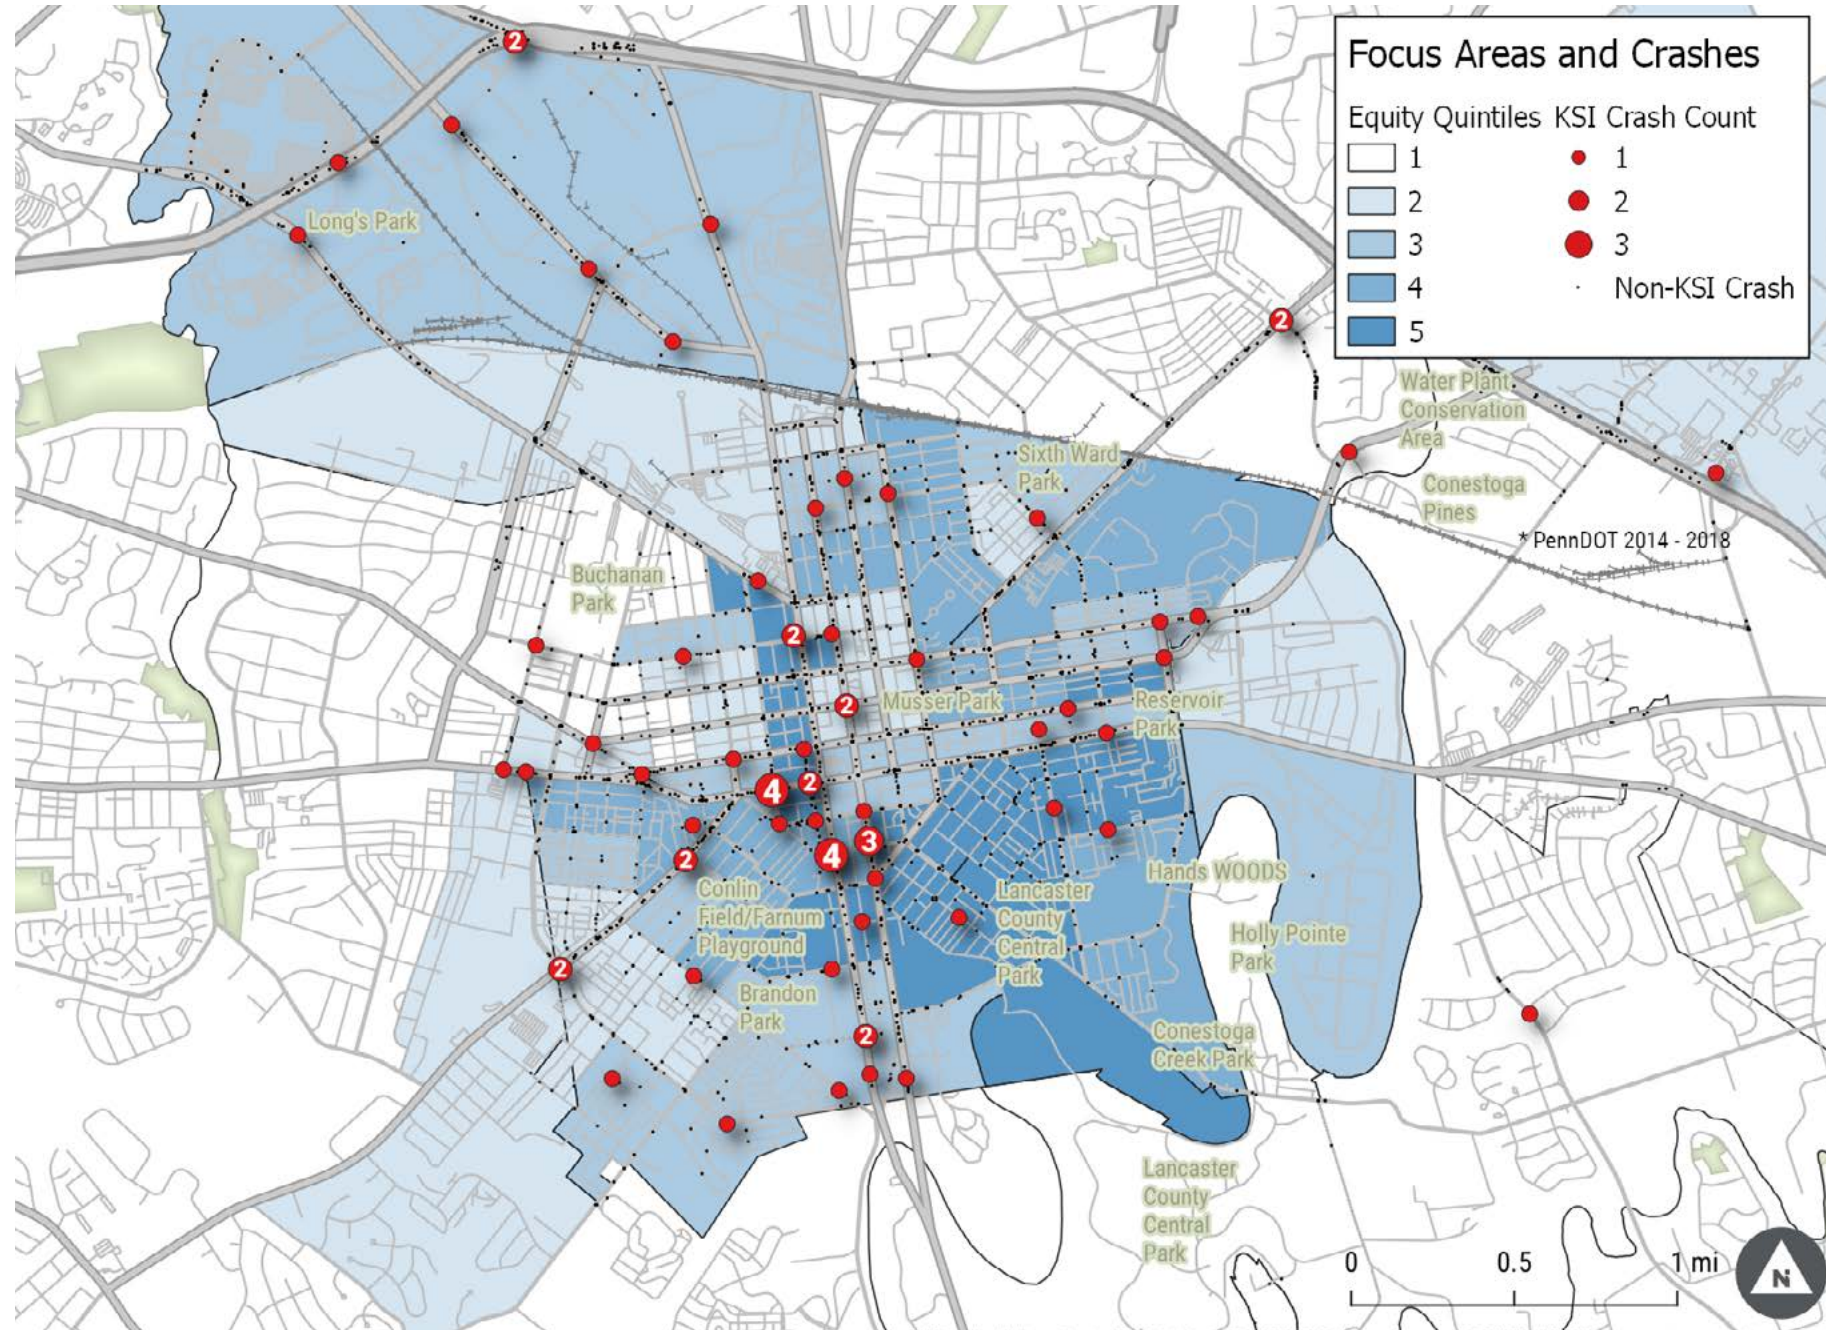 Focus Areas and Crashes
Equity Quintiles KSI Crash Count
1 1
2 2
3 3
4 Non-KSI Crash
5
2
Long's Park
2
Water Plant
Conservation
Area
Sixth Ward
Park
Conestoga
Pines
* PennDOT 2014 - 2018
Buchanan
Park
2
2
Musser Park
Reservoir
Park
4
2
3
4
2
Conlin
Field/Farnum
Playground
Lancaster
County
Central
Park
Hands WOODS
Holly Pointe
Park
2
Brandon
Park
2
Conestoga
Creek Park
Lancaster
County
Central
Park
0 0.5 1 mi
N